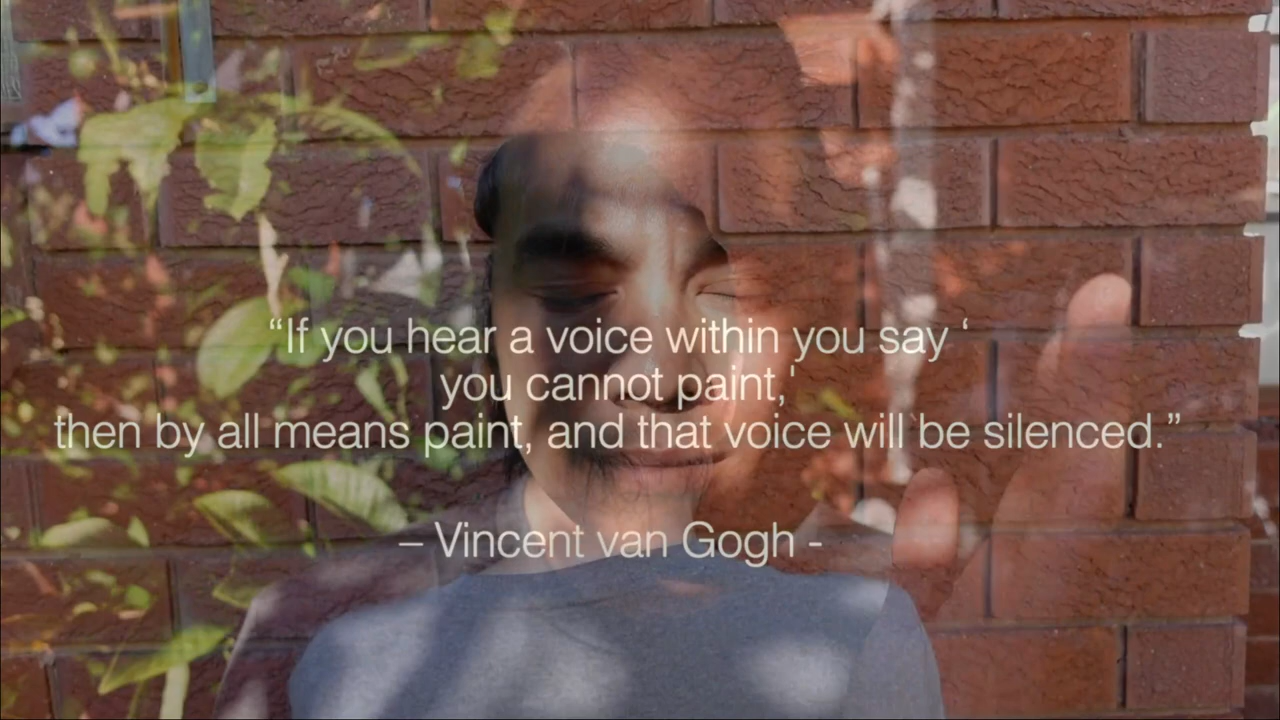 “If you hear a voice within you say ‘
you cannot paint,'
then by all means paint, and that voice will be silenced.”
– Vincent van Gogh -